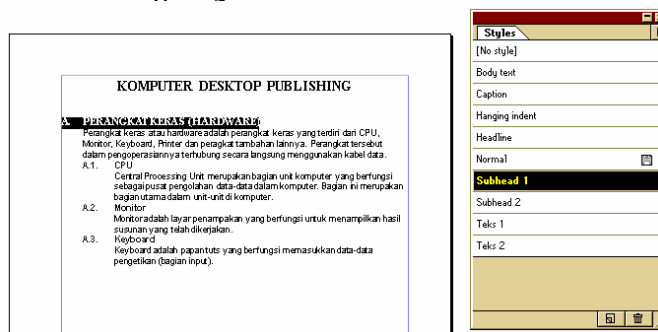 KOMPUTER DESKTOP PUBLISHING
A. PERANGKAT KERAS (HARDWARE)
Perangkat keras atau hardware adalah perangkat keras yang terdiri dari CPU,
Monitor, Keyboard, Printer dan peragkat tambahan lainnya. Perangkat tersebut
dalam pengoperasiannya terhubung secara langsung menggunakan kabel data.
A.1. CPU
Central Processing Unit merupakan bagian unit komputer yang berfungsi
sebagai pusat pengolahan data-data dalam komputer. Bagian ini merupakan
bagian utama dalam unit-unit di komputer.
A.2. Monitor
Monitor adalah layar penampakan yang berfungsi untuk menampilkan hasil
susunan yang telah dikerjakan.
A.3. Keyboard
Keyboard adalah papan tuts yang berfungsi memasukkan data-data
pengetikan (bagian input).
Styles
[No style]
Body text
Caption
Hanging indent
Headline
Normal
Subhead 1
Subhead 2
Teks 1
Teks 2